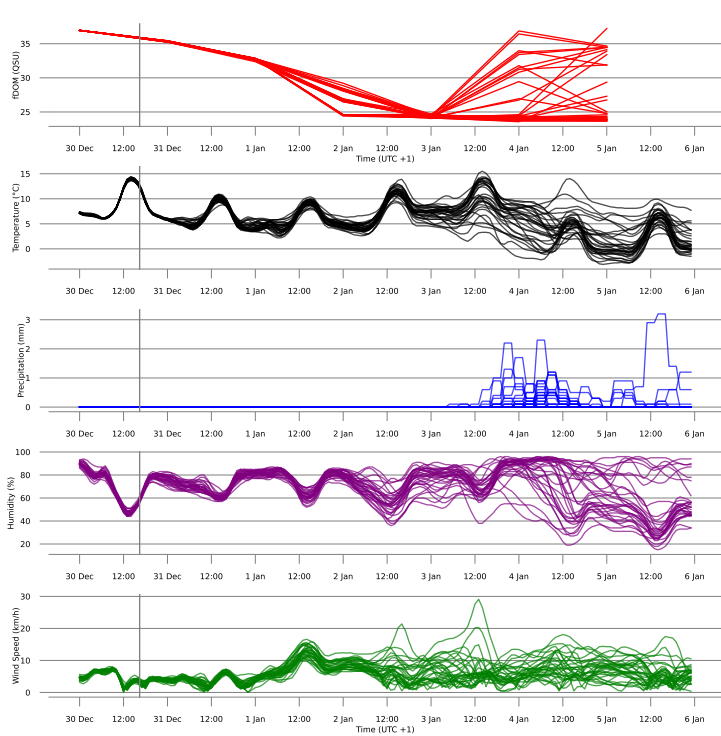 35
30
25
fDOM (QSU)
30 Dec 12:00 31 Dec 12:00 1 Jan 12:00 2 Jan 12:00 3 Jan 12:00 4 Jan 12:00 5 Jan 12:00 6 Jan
Time (UTC +1)
15
10
5
0
Temperature (°C)
30 Dec 12:00 31 Dec 12:00 1 Jan 12:00 2 Jan 12:00 3 Jan 12:00 4 Jan 12:00 5 Jan 12:00 6 Jan
3
2
1
0
Precipitation (mm)
30 Dec 12:00 31 Dec 12:00 1 Jan 12:00 2 Jan 12:00 3 Jan 12:00 4 Jan 12:00 5 Jan 12:00 6 Jan
100
80
60
40
20
Humidity (%)
30 Dec 12:00 31 Dec 12:00 1 Jan 12:00 2 Jan 12:00 3 Jan 12:00 4 Jan 12:00 5 Jan 12:00 6 Jan
30
20
10
0
Wind Speed (km/h)
30 Dec 12:00 31 Dec 12:00 1 Jan 12:00 2 Jan 12:00 3 Jan 12:00 4 Jan 12:00 5 Jan 12:00 6 Jan
Time (UTC +1)